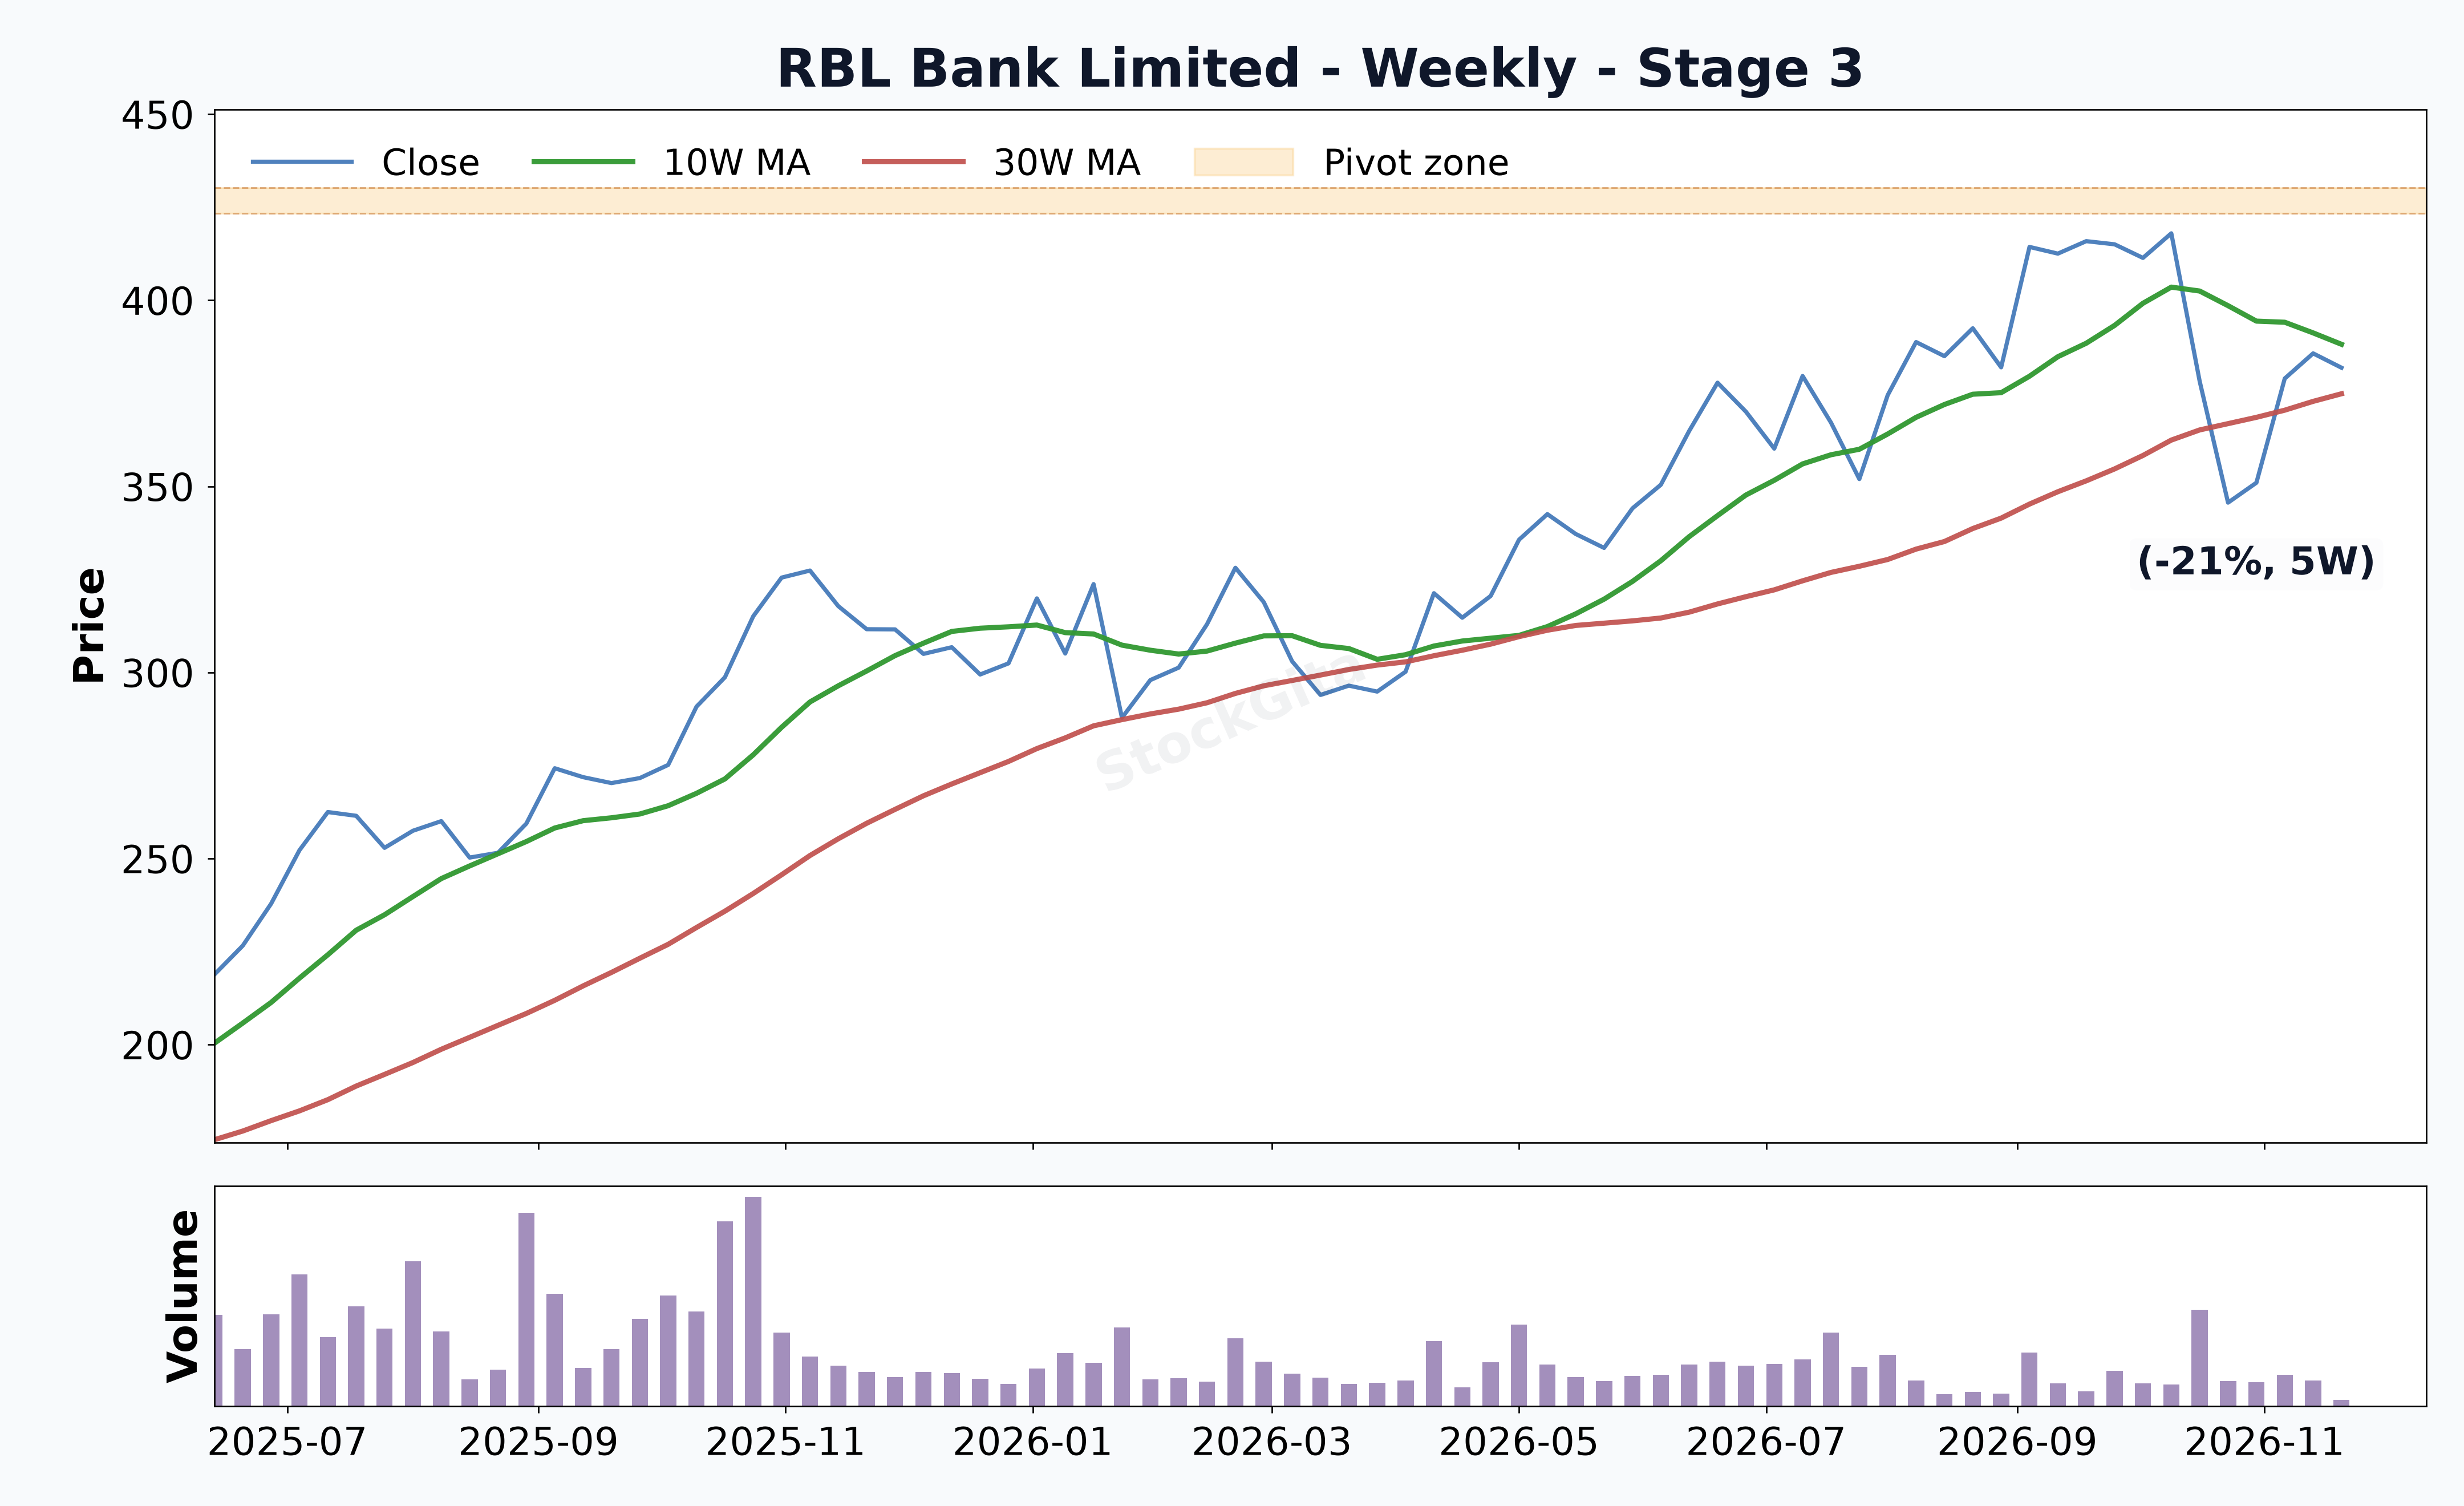 RBL Bank Limited - Weekly - Stage 3
450
Close 10W MA 30W MA Pivot zone
400
350
300
250
200
Price
(-21%, 5W)
StockGita
Volume
2025-07 2025-09 2025-11 2026-01 2026-03 2026-05 2026-07 2026-09 2026-11